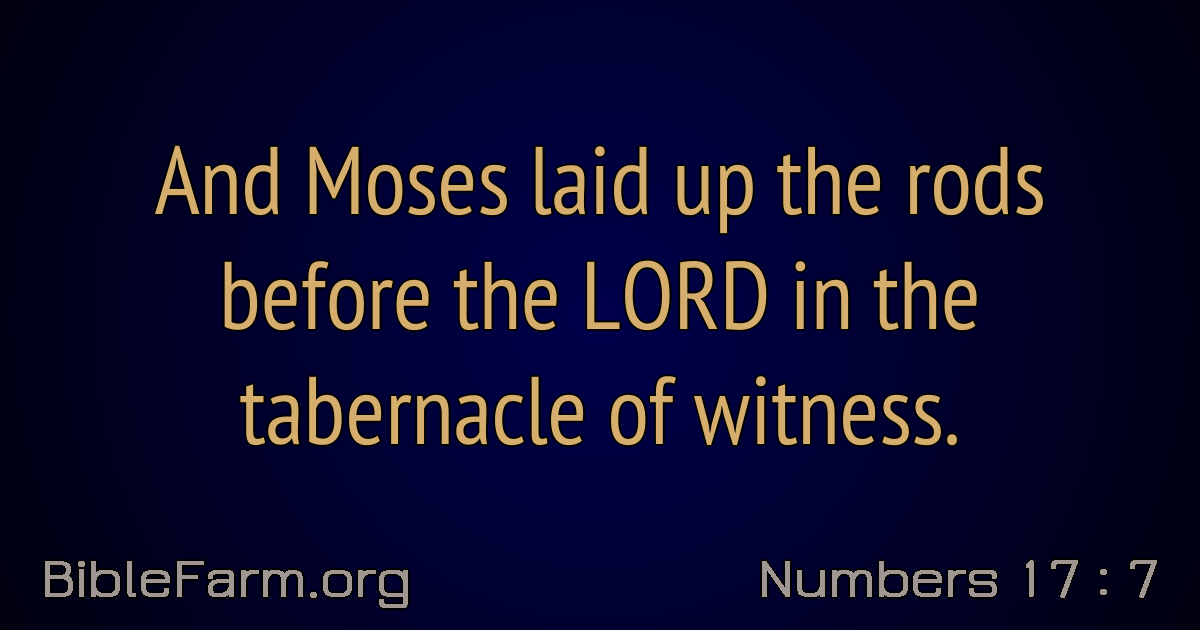 And Moses laid up the rods
before the LORD in the
tabernacle of witness.
BibleFarm.org
Numbers 17 : 7